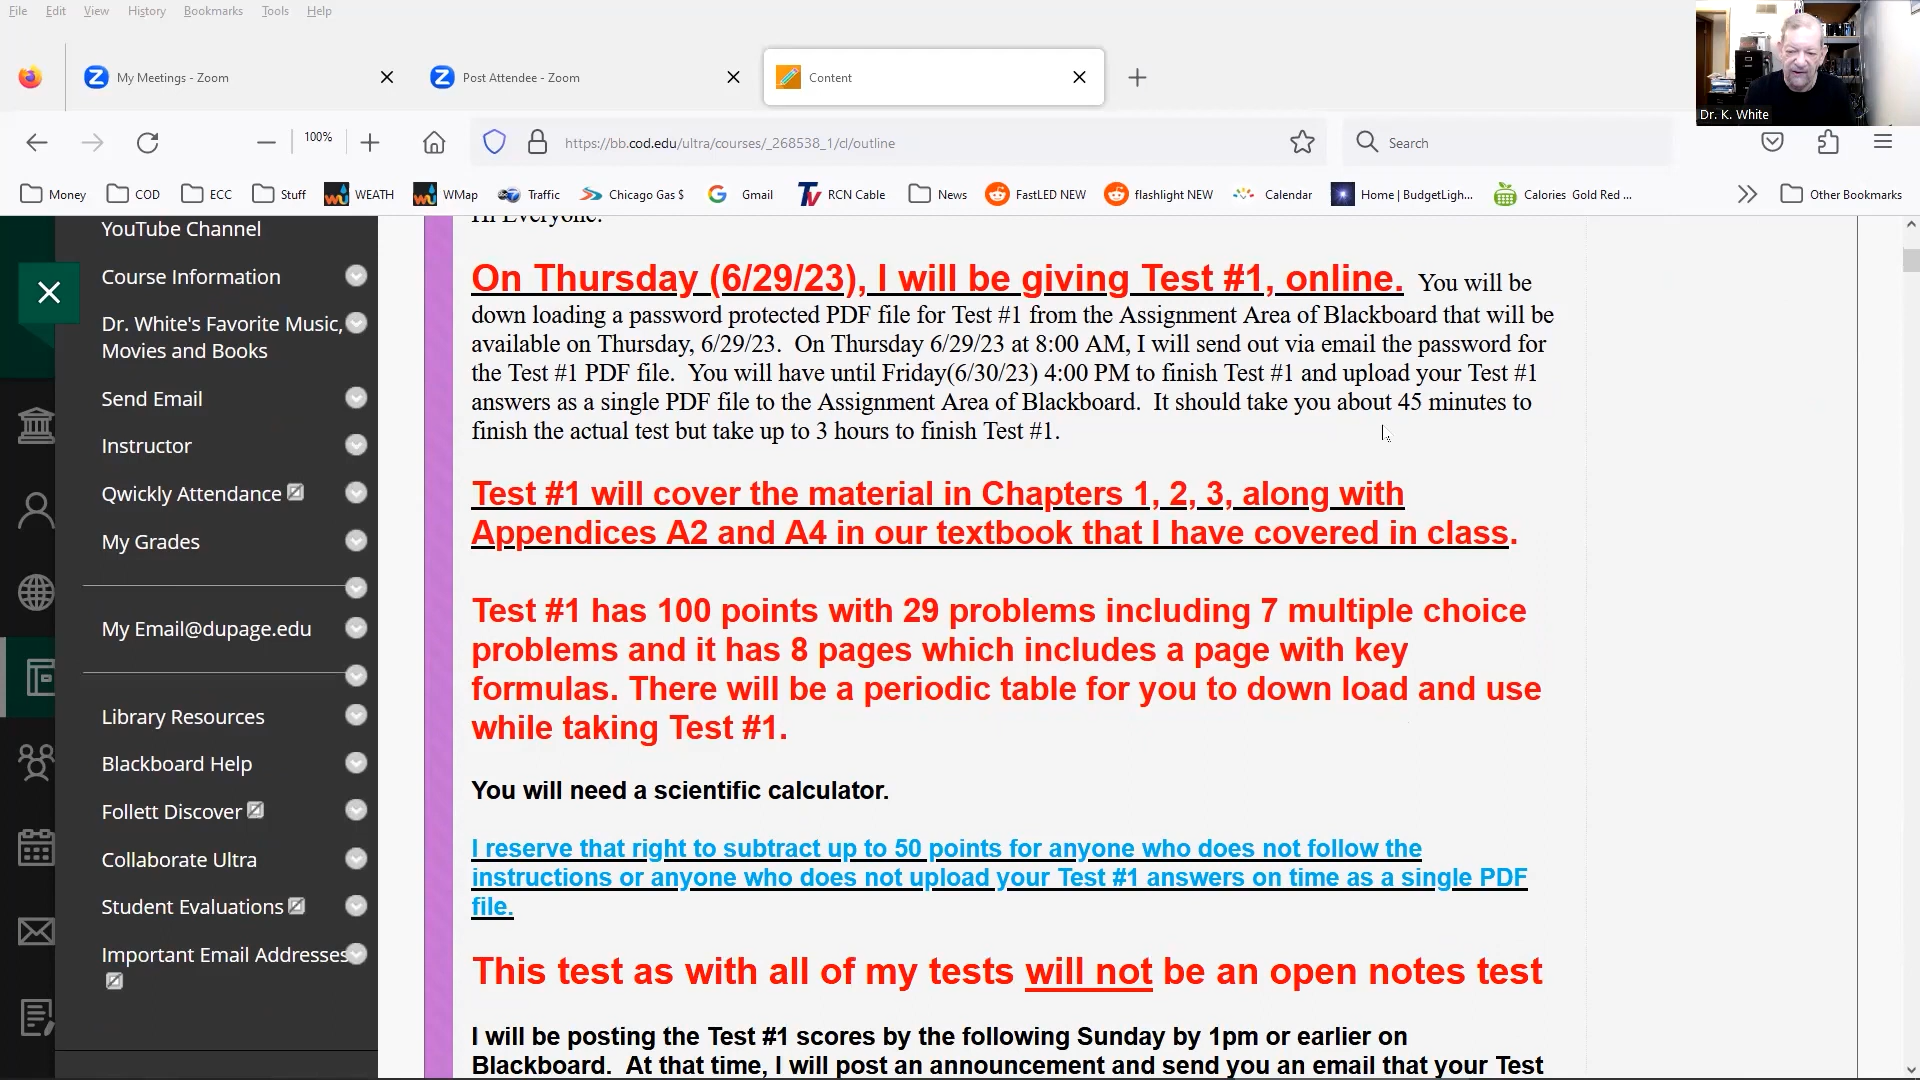 File Edit View History Bookmarks Tools Help
My Meetings - Zoom
Post Attendee - Zoom
Content
100%
https://bb.cod.edu/ultra/courses/_268538_1/cl/outline
Search
Dr. K. White
Money COD ECC Stuff WEATH WMap Traffic Chicago Gas $ Gmail RCN Cable News FastLED NEW flashlight NEW Calendar Home | BudgetLigh... Calories Gold Red ... Other Bookmarks
YouTube Channel
Course Information
Dr. White's Favorite Music,
Movies and Books
Send Email
Instructor
Qwickly Attendance
My Grades
My Email@dupage.edu
Library Resources
Blackboard Help
Follett Discover
Collaborate Ultra
Student Evaluations
Important Email Addresses
Hi Everyone:
On Thursday (6/29/23), I will be giving Test #1, online. You will be
down loading a password protected PDF file for Test #1 from the Assignment Area of Blackboard that will be
available on Thursday, 6/29/23. On Thursday 6/29/23 at 8:00 AM, I will send out via email the password for
the Test #1 PDF file. You will have until Friday(6/30/23) 4:00 PM to finish Test #1 and upload your Test #1
answers as a single PDF file to the Assignment Area of Blackboard. It should take you about 45 minutes to
finish the actual test but take up to 3 hours to finish Test #1.
Test #1 will cover the material in Chapters 1, 2, 3, along with
Appendices A2 and A4 in our textbook that I have covered in class.
Test #1 has 100 points with 29 problems including 7 multiple choice
problems and it has 8 pages which includes a page with key
formulas. There will be a periodic table for you to down load and use
while taking Test #1.
You will need a scientific calculator.
I reserve that right to subtract up to 50 points for anyone who does not follow the
instructions or anyone who does not upload your Test #1 answers on time as a single PDF
file.
This test as with all of my tests will not be an open notes test
I will be posting the Test #1 scores by the following Sunday by 1pm or earlier on
Blackboard. At that time, I will post an announcement and send you an email that your Test